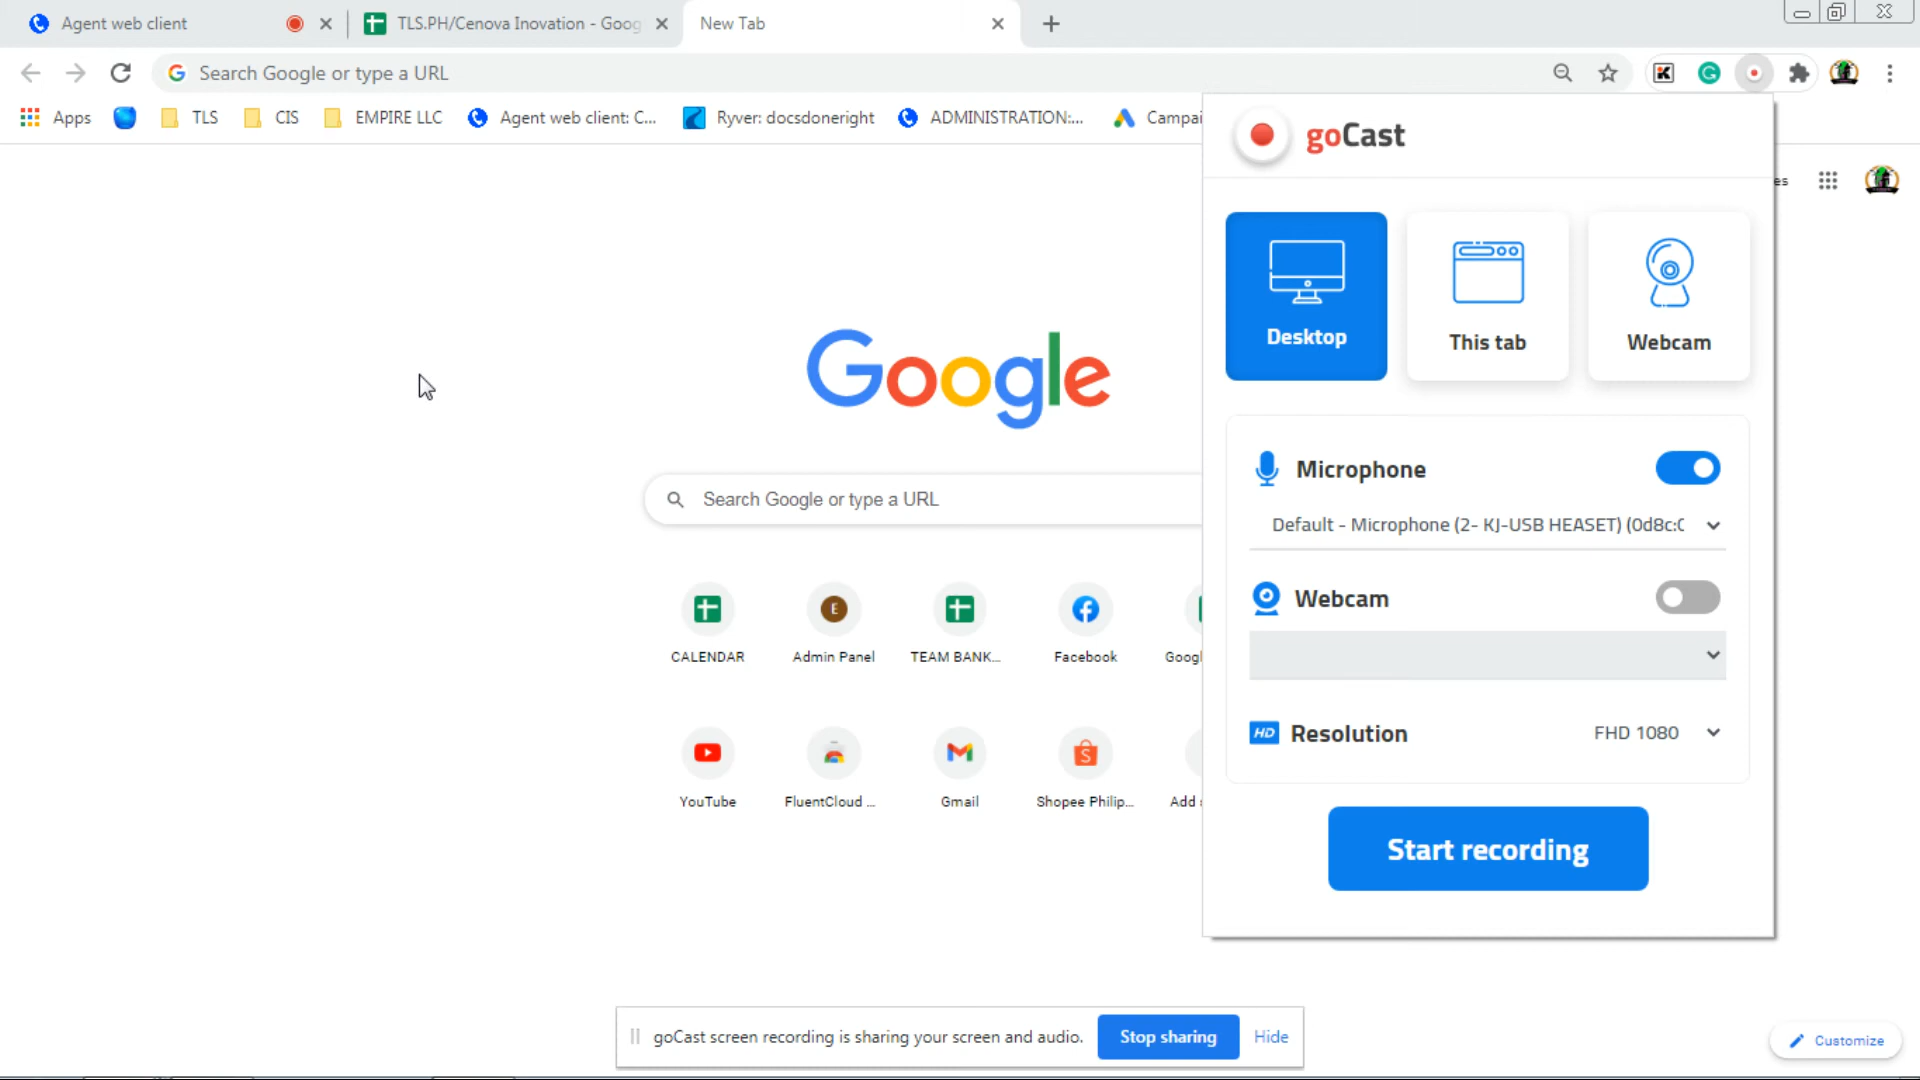 Agent web client
TLS.PH/Cenova Inovation - Goog
New Tab
Search Google or type a URL
Apps
TLS
CIS
EMPIRE LLC
Agent web client: C...
Ryver: docsdoneright
ADMINISTRATION:...
Campai
goCast
es
Desktop
This tab
Webcam
Google
Microphone
Default - Microphone (2- KJ-USB HEASET) (0d8c:0
Search Google or type a URL
Webcam
CALENDAR
Admin Panel
TEAM BANK...
Facebook
Googl
HD Resolution
FHD 1080
YouTube
FluentCloud ...
Gmail
Shopee Philip...
Add
Start recording
goCast screen recording is sharing your screen and audio.
Stop sharing
Hide
Customize